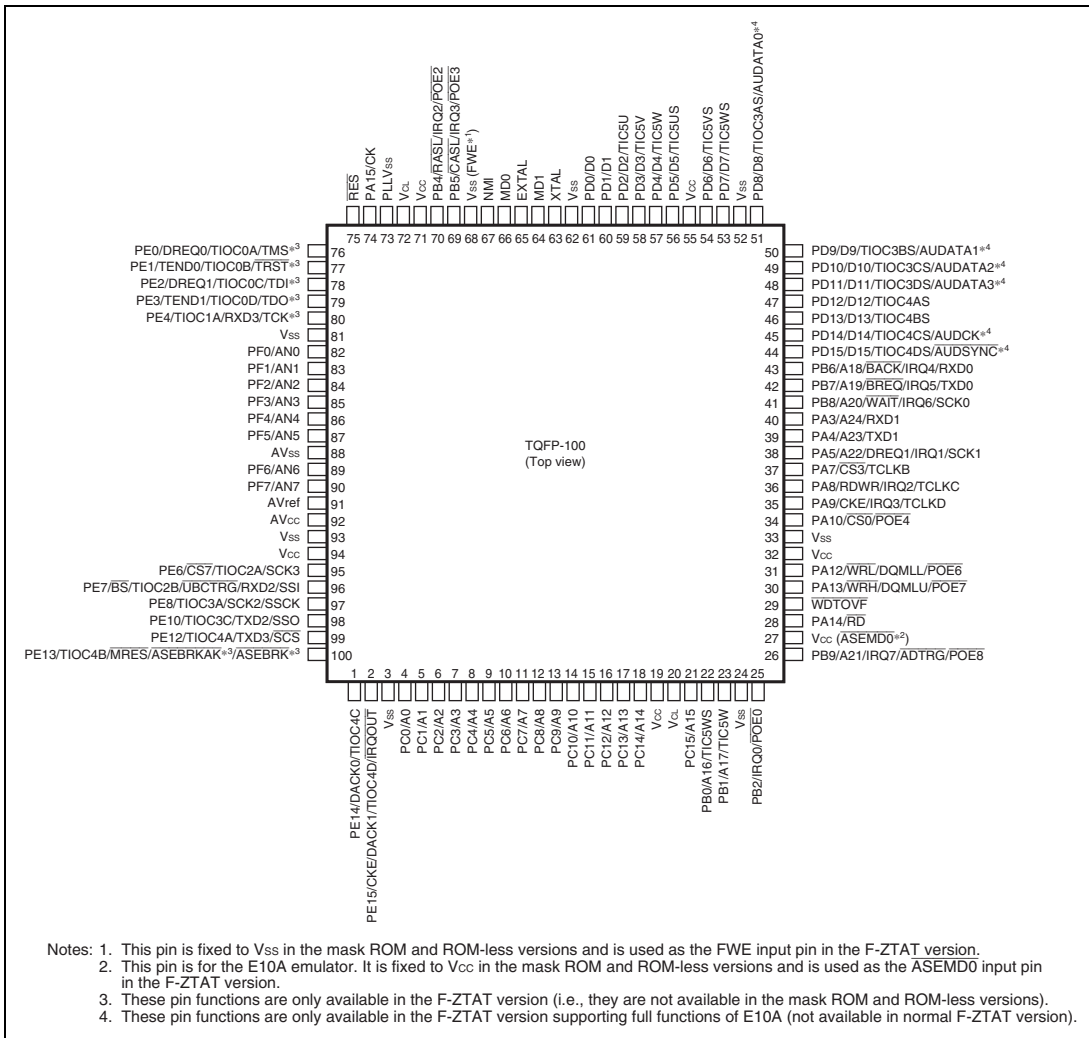 RES
PA15/CK
PLLVss
VCL
Vcc
PB4/RASL/IRQ2/POE2
PB5/CASL/IRQ3/POE3
Vss (FWE*1)
NMI
MD0
EXTAL
MD1
XTAL
Vss
PD0/D0
PD1/D1
PD2/D2/TIC5U
PD3/D3/TIC5V
PD4/D4/TIC5W
PD5/D5/TIC5US
Vcc
PD6/D6/TIC5VS
PD7/D7/TIC5WS
Vss
PD8/D8/TIOC3AS/AUDATA0*4
75 74 73 72 71 70 69 68 67 66 65 64 63 62 61 60 59 58 57 56 55 54 53 52 51
PE0/DREQ0/TIOC0A/TMS*3 76
PE1/TEND0/TIOC0B/TRST*3 77
PE2/DREQ1/TIOC0C/TDI*3 78
PE3/TEND1/TIOC0D/TDO*3 79
PE4/TIOC1A/RXD3/TCK*3 80
Vss 81
PF0/AN0 82
PF1/AN1 83
PF2/AN2 84
PF3/AN3 85
PF4/AN4 86
PF5/AN5 87
AVss 88
PF6/AN6 89
PF7/AN7 90
AVref 91
AVcc 92
Vss 93
Vcc 94
PE6/CS7/TIOC2A/SCK3 95
PE7/BS/TIOC2B/UBCTRG/RXD2/SSI 96
PE8/TIOC3A/SCK2/SSCK 97
PE10/TIOC3C/TXD2/SSO 98
PE12/TIOC4A/TXD3/SCS 99
PE13/TIOC4B/MRES/ASEBRKAK*3/ASEBRK*3 100
TQFP-100
(Top view)
50 PD9/D9/TIOC3BS/AUDATA1*4
49 PD10/D10/TIOC3CS/AUDATA2*4
48 PD11/D11/TIOC3DS/AUDATA3*4
47 PD12/D12/TIOC4AS
46 PD13/D13/TIOC4BS
45 PD14/D14/TIOC4CS/AUDCK*4
44 PD15/D15/TIOC4DS/AUDSYNC*4
43 PB6/A18/BACK/IRQ4/RXD0
42 PB7/A19/BREQ/IRQ5/TXD0
41 PB8/A20/WAIT/IRQ6/SCK0
40 PA3/A24/RXD1
39 PA4/A23/TXD1
38 PA5/A22/DREQ1/IRQ1/SCK1
37 PA7/CS3/TCLKB
36 PA8/RDWR/IRQ2/TCLKC
35 PA9/CKE/IRQ3/TCLKD
34 PA10/CS0/POE4
33 Vss
32 Vcc
31 PA12/WRL/DQMLL/POE6
30 PA13/WRH/DQMLU/POE7
29 WDTOVF
28 PA14/RD
27 Vcc (ASEMD0*2)
26 PB9/A21/IRQ7/ADTRG/POE8
1 2 3 4 5 6 7 8 9 10 11 12 13 14 15 16 17 18 19 20 21 22 23 24 25
PE14/DACK0/TIOC4C
PE15/CKE/DACK1/TIOC4D/IRQOUT
Vss
PC0/A0
PC1/A1
PC2/A2
PC3/A3
PC4/A4
PC5/A5
PC6/A6
PC7/A7
PC8/A8
PC9/A9
PC10/A10
PC11/A11
PC12/A12
PC13/A13
PC14/A14
Vcc
VCL
PC15/A15
PB0/A16/TIC5WS
PB1/A17/TIC5W
Vss
PB2/IRQ0/POE0
Notes: 1. This pin is fixed to Vss in the mask ROM and ROM-less versions and is used as the FWE input pin in the F-ZTAT version.
2. This pin is for the E10A emulator. It is fixed to Vcc in the mask ROM and ROM-less versions and is used as the ASEMD0 input pin
in the F-ZTAT version.
3. These pin functions are only available in the F-ZTAT version (i.e., they are not available in the mask ROM and ROM-less versions).
4. These pin functions are only available in the F-ZTAT version supporting full functions of E10A (not available in normal F-ZTAT version).